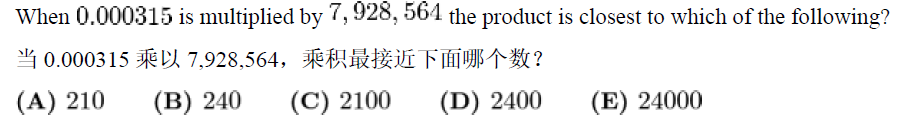 When 0.000315 is multiplied by 7,928,564 the product is closest to which of the following?
当 0.000315 乘以 7,928,564，乘积最接近下面哪个数？
(A) 210 (B) 240 (C) 2100 (D) 2400 (E) 24000